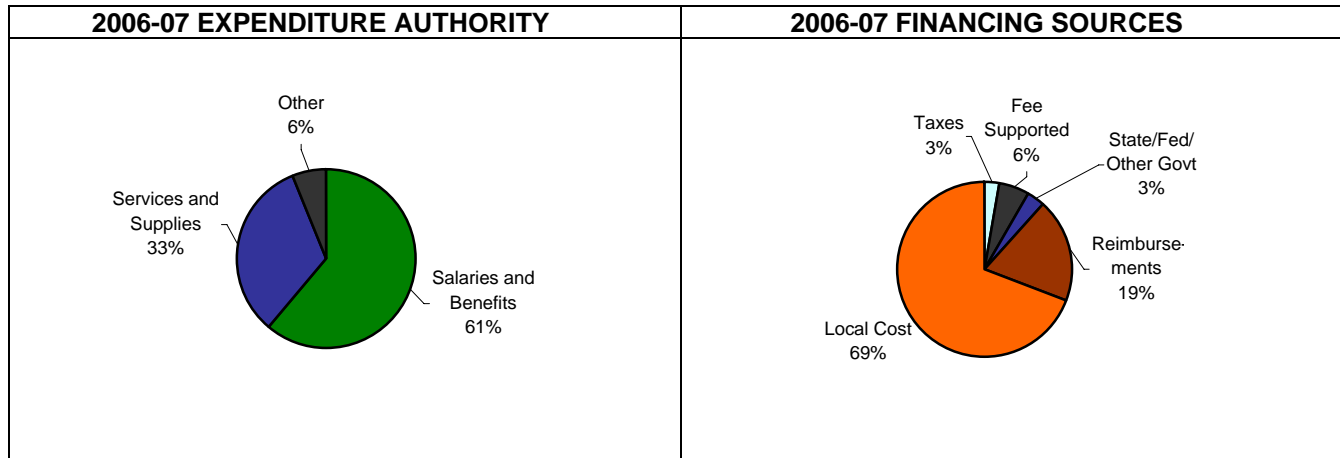 2006-07 EXPENDITURE AUTHORITY
Other
6%
Services and
Supplies
33%
Salaries and
Benefits
61%
2006-07 FINANCING SOURCES
Taxes
3%
Fee
Supported
6%
State/Fed/
Other Govt
3%
Reimburse-
ments
19%
Local Cost
69%